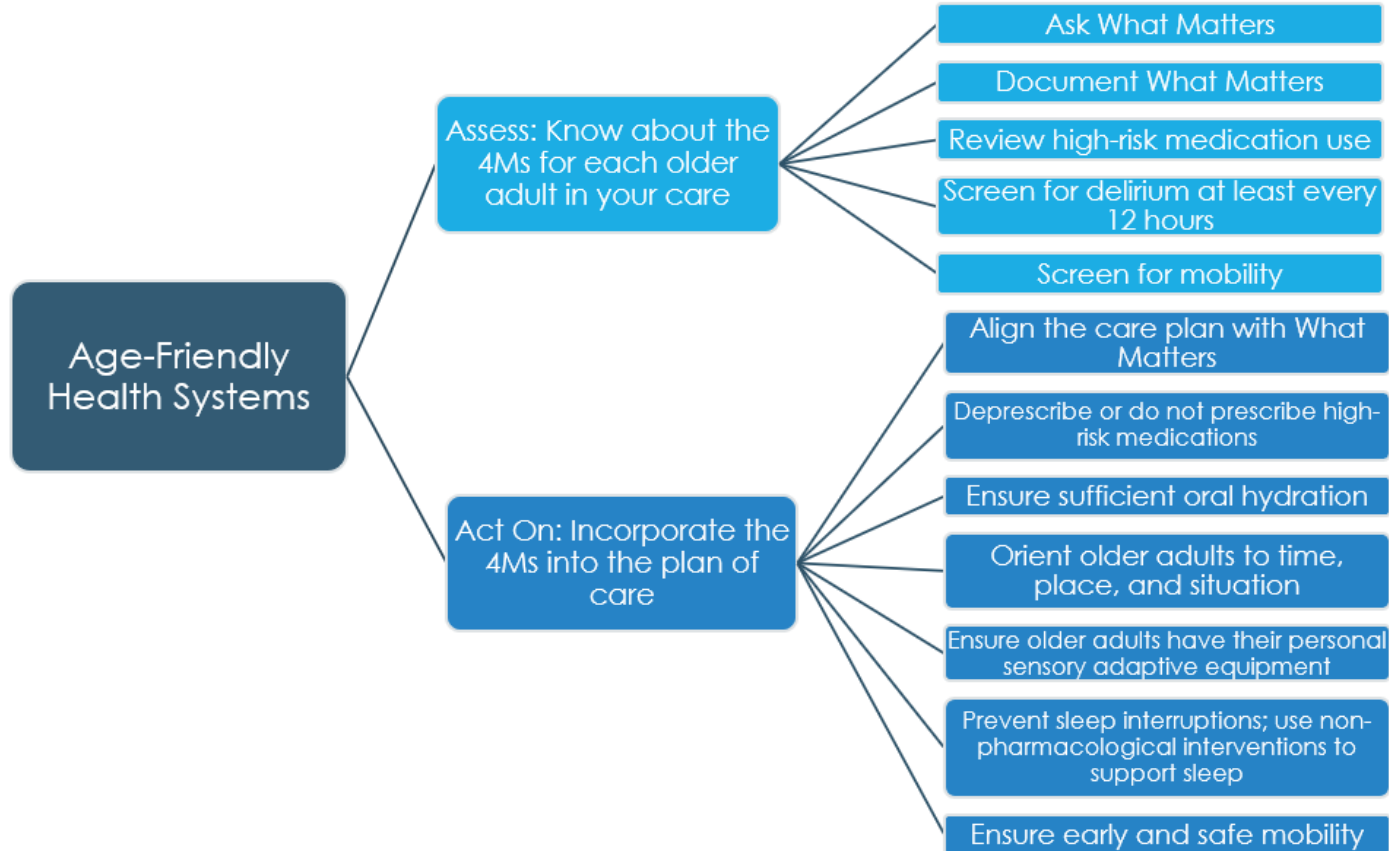 Age-Friendly
Health Systems
Assess: Know about the
4Ms for each older
adult in your care
Ask What Matters
Document What Matters
Review high-risk medication use
Screen for delirium at least every
12 hours
Screen for mobility
Act On: Incorporate the
4Ms into the plan of
care
Align the care plan with What
Matters
Deprescribe or do not prescribe high-
risk medications
Ensure sufficient oral hydration
Orient older adults to time,
place, and situation
Ensure older adults have their personal
sensory adaptive equipment
Prevent sleep interruptions; use non-
pharmacological interventions to
support sleep
Ensure early and safe mobility